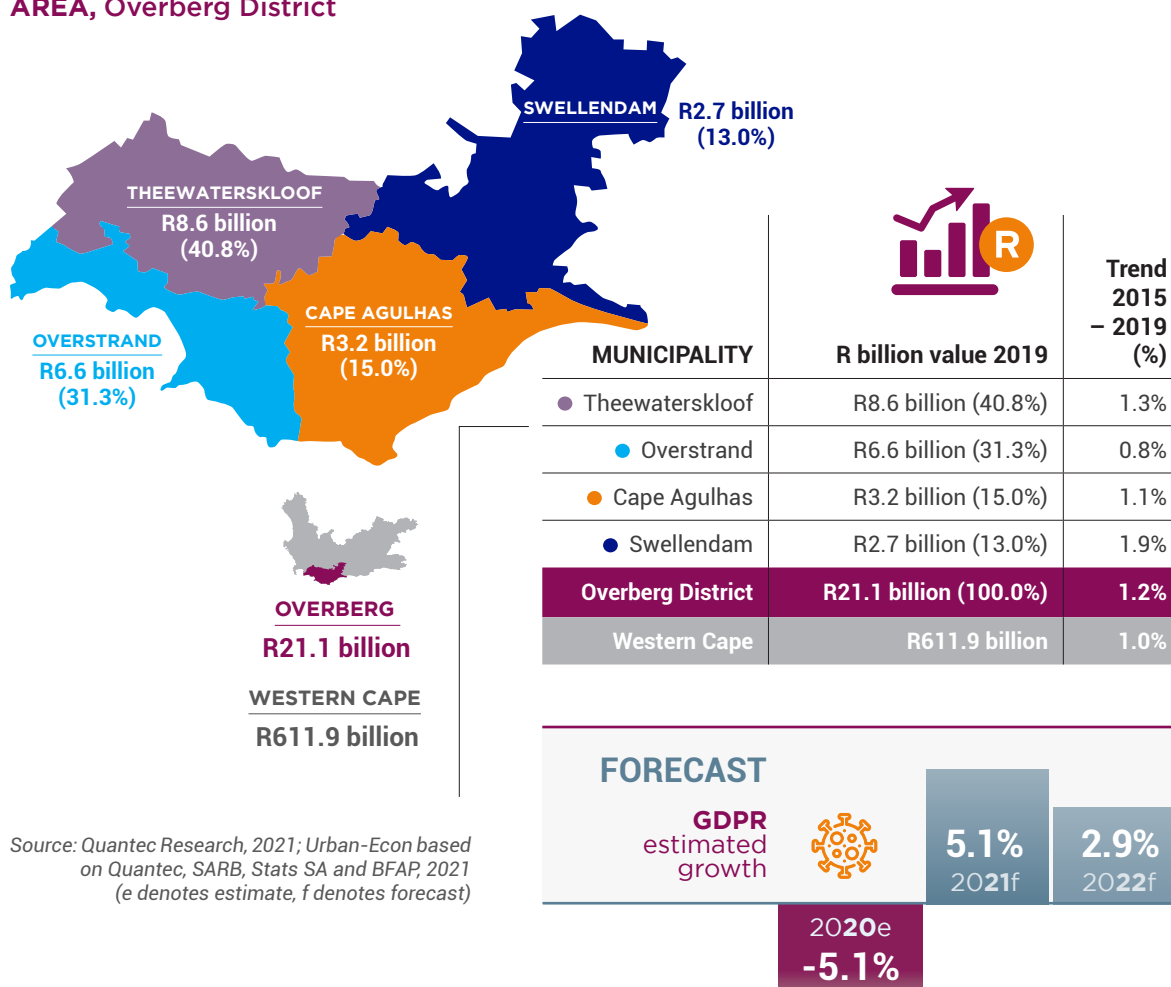 AREA, Overberg District
SWELLENDAM
R2.7 billion
(13.0%)
THEEWATERSKLOOF
R8.6 billion
(40.8%)
CAPE AGULHAS
R3.2 billion
(15.0%)
OVERSTRAND
R6.6 billion
(31.3%)
OVERBERG
R21.1 billion
WESTERN CAPE
R611.9 billion
R
MUNICIPALITY R billion value 2019 Trend
2015
– 2019
(%)
Theewaterskloof R8.6 billion (40.8%) 1.3%
Overstrand R6.6 billion (31.3%) 0.8%
Cape Agulhas R3.2 billion (15.0%) 1.1%
Swellendam R2.7 billion (13.0%) 1.9%
Overberg District R21.1 billion (100.0%) 1.2%
Western Cape R611.9 billion 1.0%
FORECAST
GDPR
estimated
growth
2020e
-5.1%
5.1%
2021f
2.9%
2022f
Source: Quantec Research, 2021; Urban-Econ based
on Quantec, SARB, Stats SA and BFAP, 2021
(e denotes estimate, f denotes forecast)